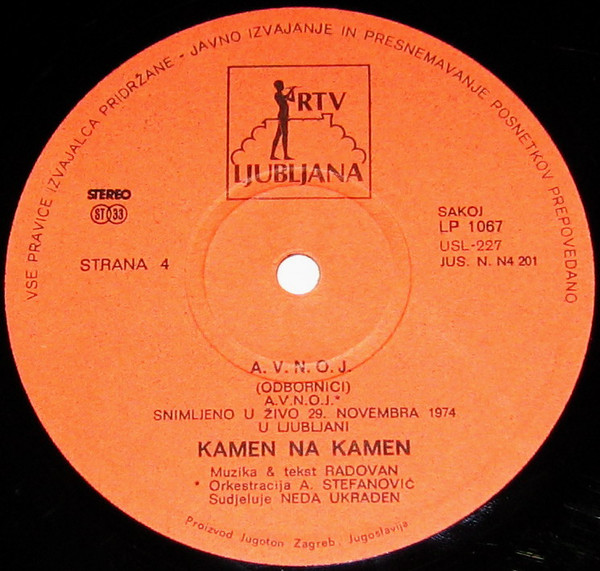 VSE PRAVICE IZVAJALCA PRIDRŽANE - JAVNO IZVAJANJE IN PRESNEMAVANJE POSNETKOV PREPOVEDANO
RTV
LJUBLJANA
STEREO
ST 33
STRANA 4
SAKOJ
LP 1067
USL-227
JUS. N. N4 201
A. V. N. O. J.
(ODBORNICI)
A.V.N.O.J.*
SNIMLJENO U ŽIVO 29. NOVEMBRA 1974
U LJUBLJANI
KAMEN NA KAMEN
Muzika & tekst RADOVAN
* Orkestracija A. STEFANOVIĆ
Sudjeluje NEDA UKRADEN
Proizvod Jugoton Zagreb, Jugoslavija